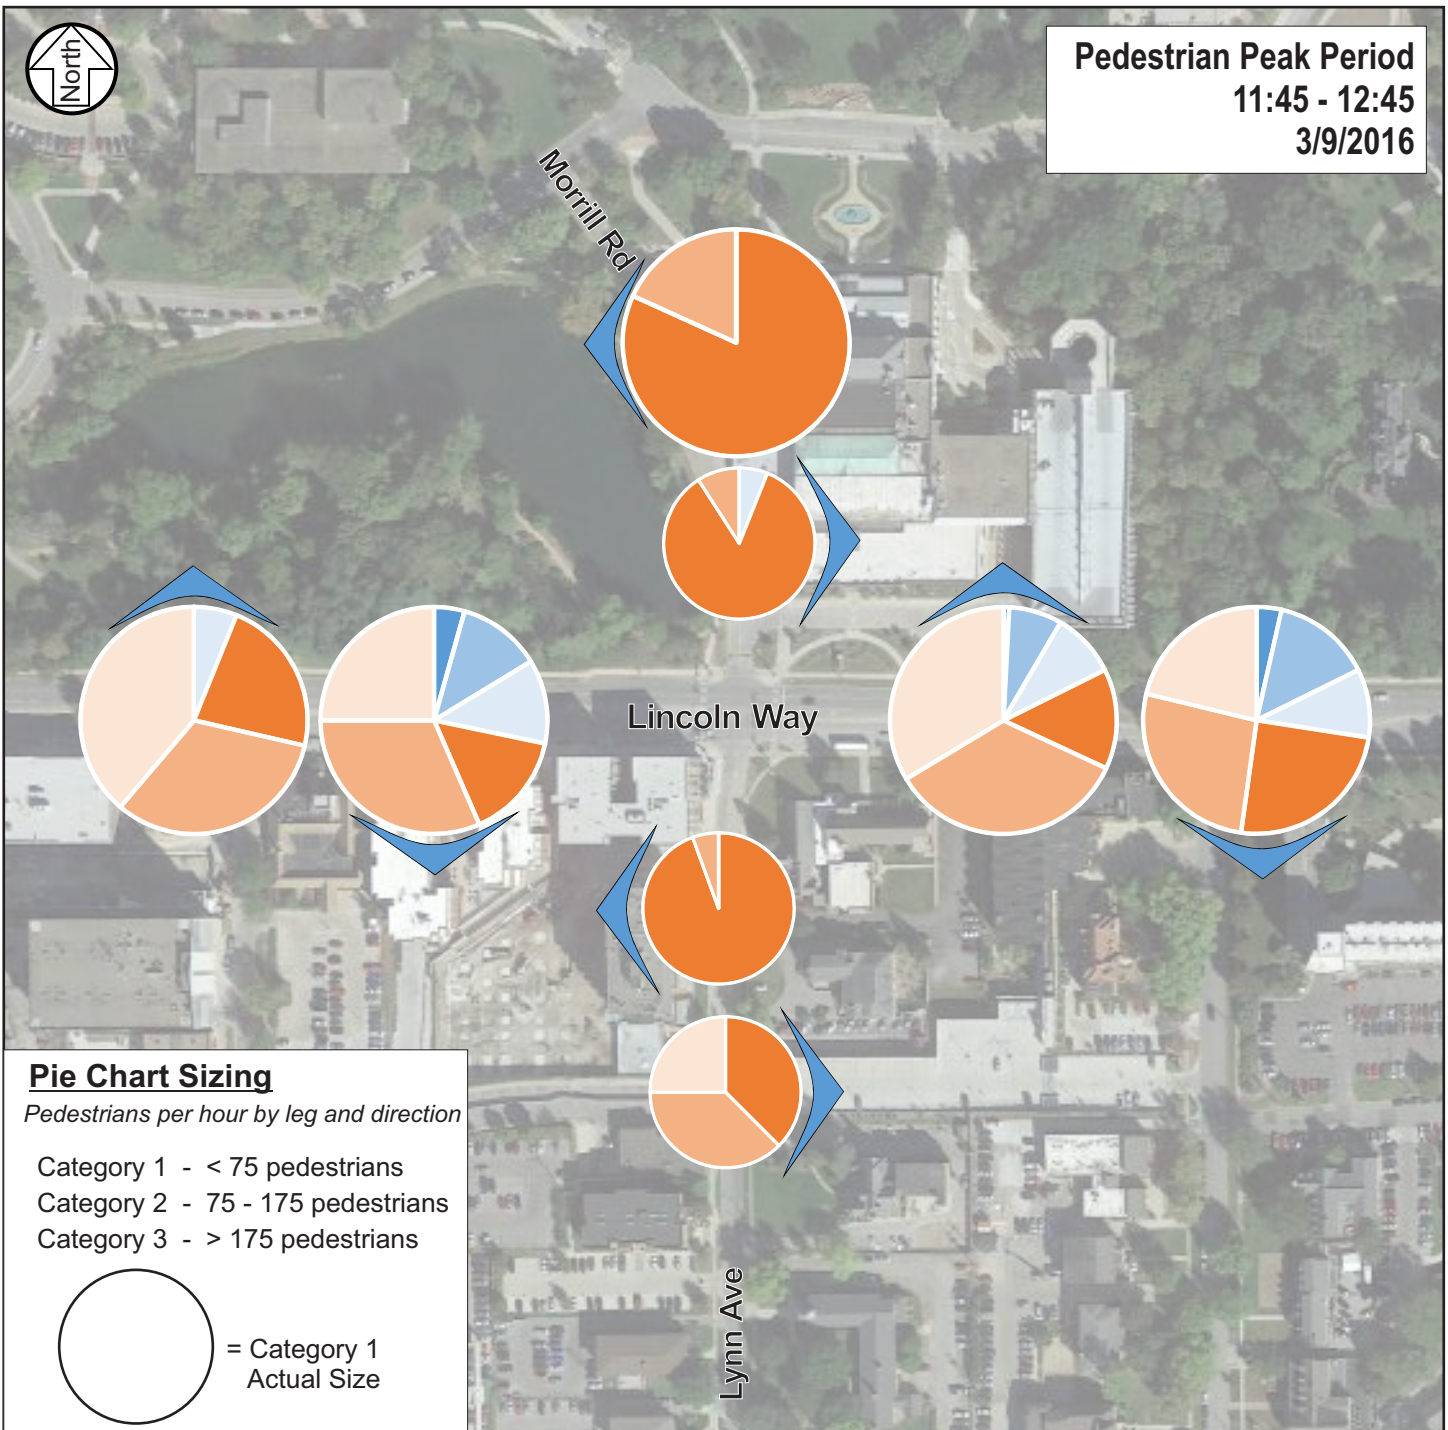 North
Pedestrian Peak Period
11:45 - 12:45
3/9/2016
Morrill Rd
Lincoln Way
Pie Chart Sizing
Pedestrians per hour by leg and direction
Category 1 - < 75 pedestrians
Category 2 - 75 - 175 pedestrians
Category 3 - > 175 pedestrians
= Category 1
Actual Size
Lynn Ave